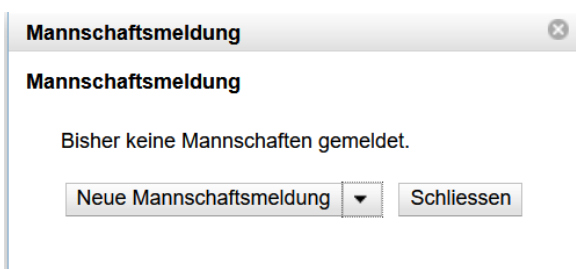 Mannschaftsmeldung
Mannschaftsmeldung
Bisher keine Mannschaften gemeldet.
Neue Mannschaftsmeldung Schliessen